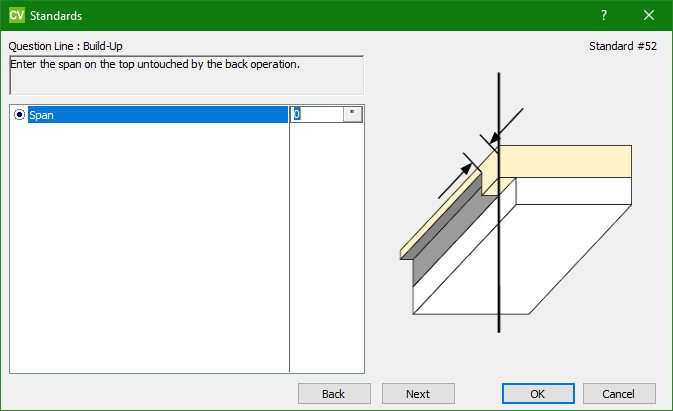 CV Standards ?
Question Line : Build-Up Standard #52
Enter the span on the top untouched by the back operation.
Span 0 "
Back Next OK Cancel